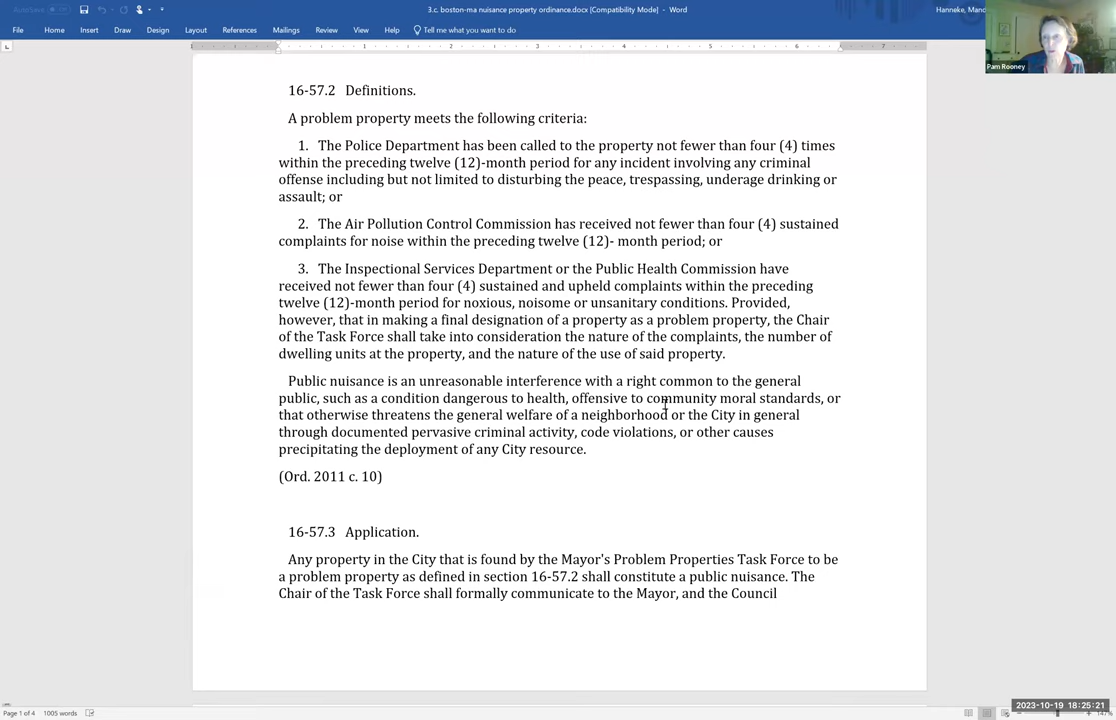 AutoSave
3.c. boston-ma nuisance property ordinance.docx [Compatibility Mode] - Word
Hanneke, Mand
File Home Insert Draw Design Layout References Mailings Review View Help Tell me what you want to do
Pam Rooney
1 2 3 4 5 6 7
16-57.2 Definitions.
A problem property meets the following criteria:
1. The Police Department has been called to the property not fewer than four (4) times
within the preceding twelve (12)-month period for any incident involving any criminal
offense including but not limited to disturbing the peace, trespassing, underage drinking or
assault; or
2. The Air Pollution Control Commission has received not fewer than four (4) sustained
complaints for noise within the preceding twelve (12)- month period; or
3. The Inspectional Services Department or the Public Health Commission have
received not fewer than four (4) sustained and upheld complaints within the preceding
twelve (12)-month period for noxious, noisome or unsanitary conditions. Provided,
however, that in making a final designation of a property as a problem property, the Chair
of the Task Force shall take into consideration the nature of the complaints, the number of
dwelling units at the property, and the nature of the use of said property.
Public nuisance is an unreasonable interference with a right common to the general
public, such as a condition dangerous to health, offensive to community moral standards, or
that otherwise threatens the general welfare of a neighborhood or the City in general
through documented pervasive criminal activity, code violations, or other causes
precipitating the deployment of any City resource.
(Ord. 2011 c. 10)
16-57.3 Application.
Any property in the City that is found by the Mayor's Problem Properties Task Force to be
a problem property as defined in section 16-57.2 shall constitute a public nuisance. The
Chair of the Task Force shall formally communicate to the Mayor, and the Council
2023-10-19 18:25:21
Page 1 of 4 1005 words
147%